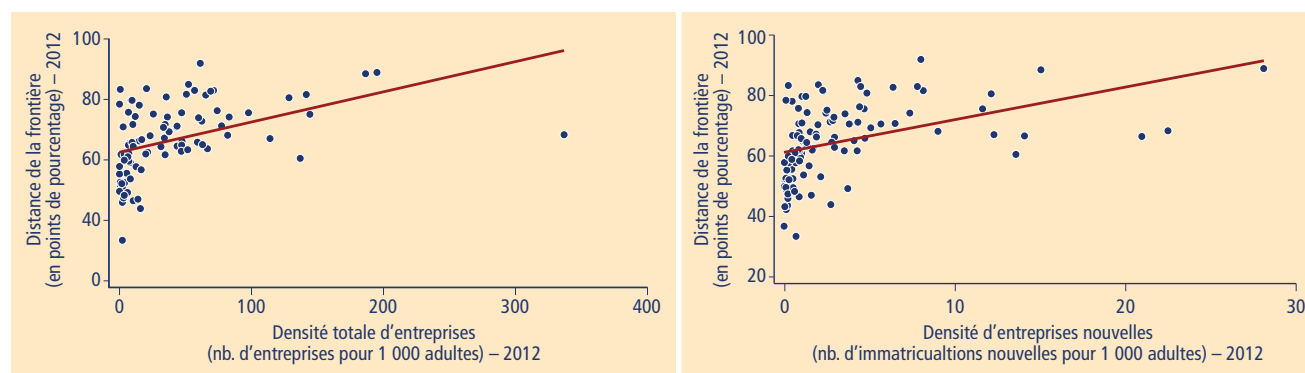 Distance de la frontière
(en points de pourcentage) – 2012
100
80
60
40
20
0
0
100
200
300
400
Densité totale d'entreprises
(nb. d'entreprises pour 1 000 adultes) – 2012
Distance de la frontière
(en points de pourcentage) – 2012
100
80
60
40
20
0
10
20
30
Densité d'entreprises nouvelles
(nb. d'immatricualtions nouvelles pour 1 000 adultes) – 2012